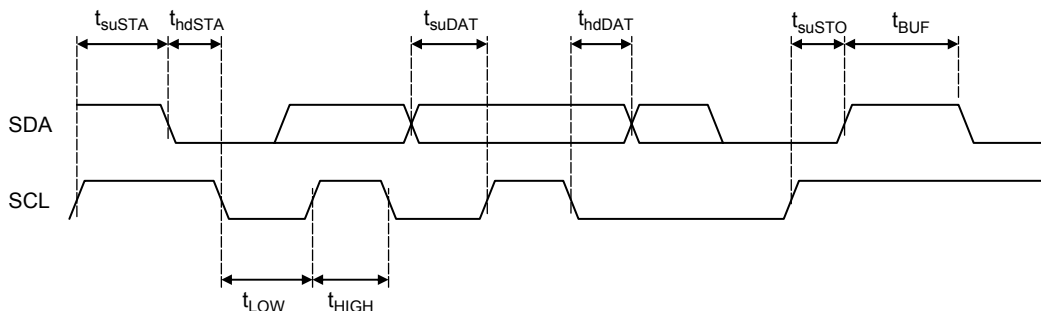 tsuSTA thdSTA tsuDAT thdDAT tsuSTO tBUF
SDA
SCL
tLOW tHIGH